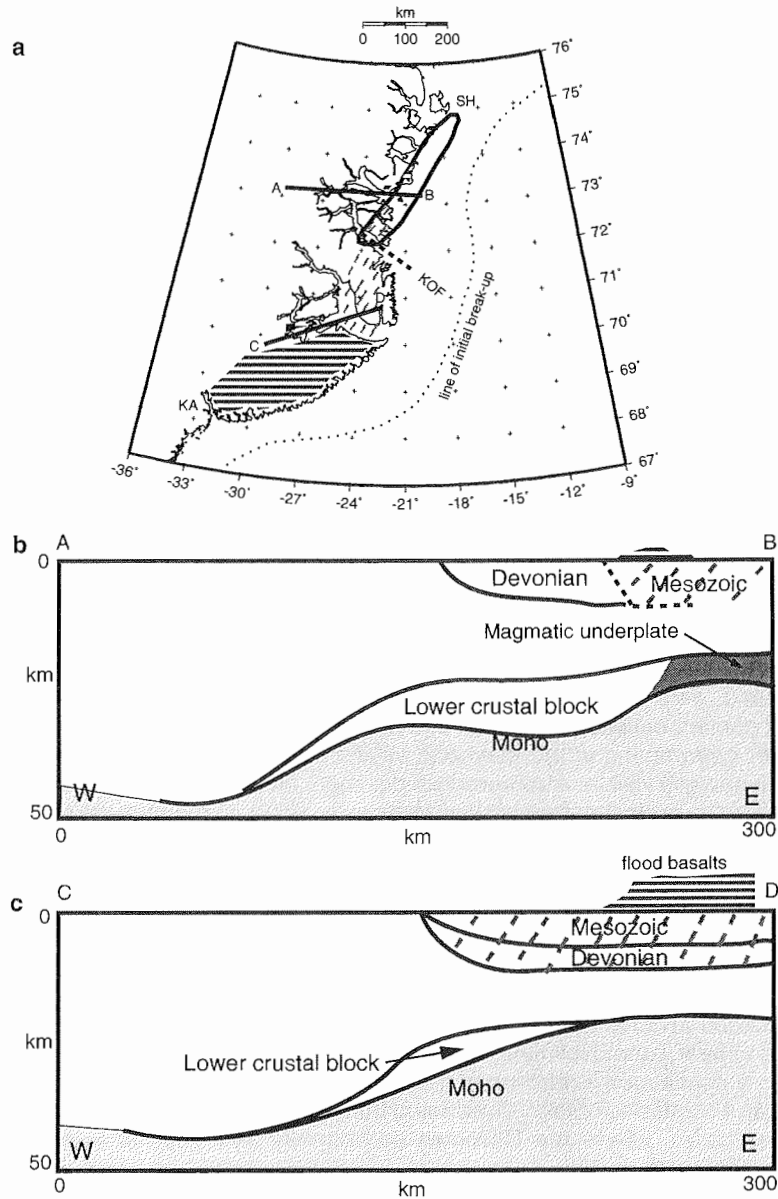 a
km
0 100 200
76°
75°
74°
73°
72°
71°
70°
69°
68°
67°
SH
A
B
KOF
D
C
KA
line of initial break-up
-36° -33° -30° -27° -24° -21° -18° -15° -12° -9°
b
A
B
0
Devonian
Mesozoic
Magmatic underplate
km
Lower crustal block
Moho
W
E
50
0
km
300
flood basalts
c
C
D
0
Mesozoic
Devonian
km
Lower crustal block
Moho
W
E
50
0
km
300